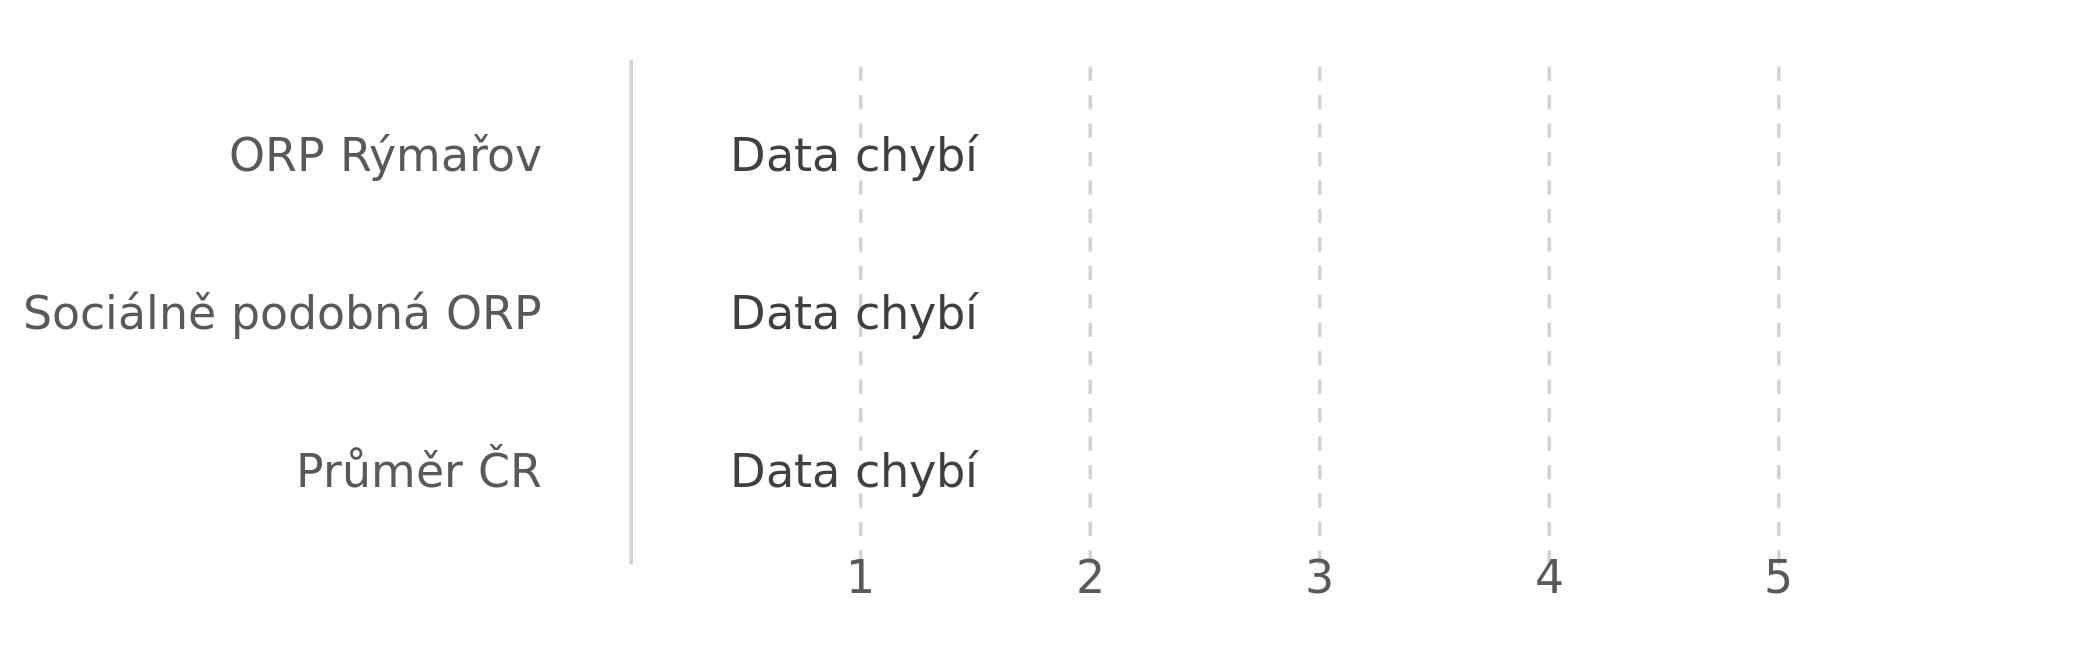 ORP Rýmařov Data chybí
Sociálně podobná ORP Data chybí
Průměr ČR Data chybí
1 2 3 4 5